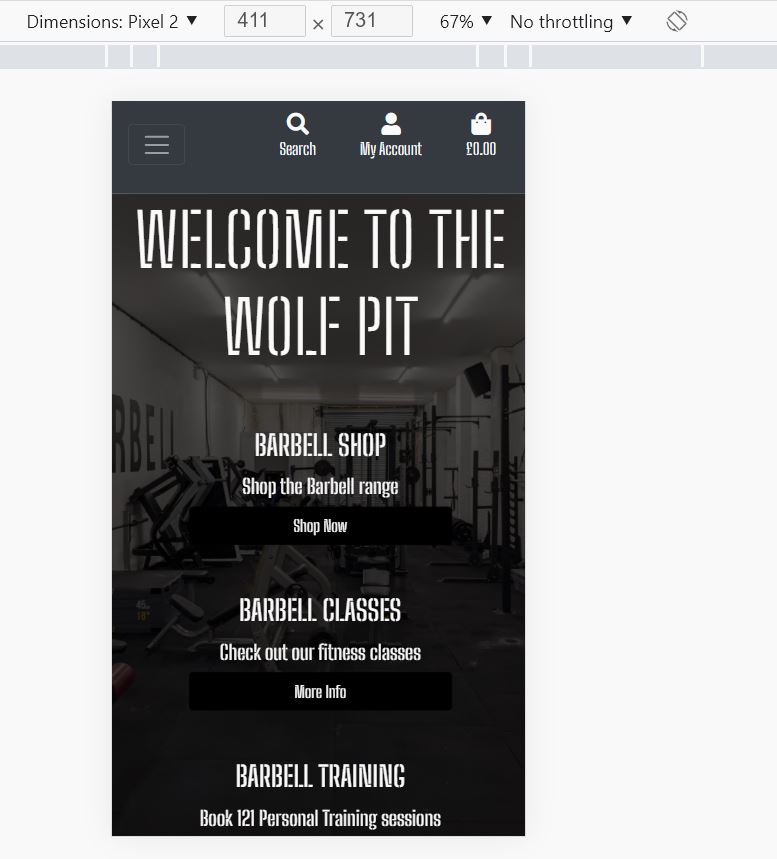 Dimensions: Pixel 2 ▼ 411 × 731 67% ▼ No throttling ▼
Search My Account £0.00
WELCOME TO THE
WOLF PIT
BARBELL SHOP
Shop the Barbell range
Shop Now
BARBELL CLASSES
Check out our fitness classes
More Info
BARBELL TRAINING
Book 121 Personal Training sessions